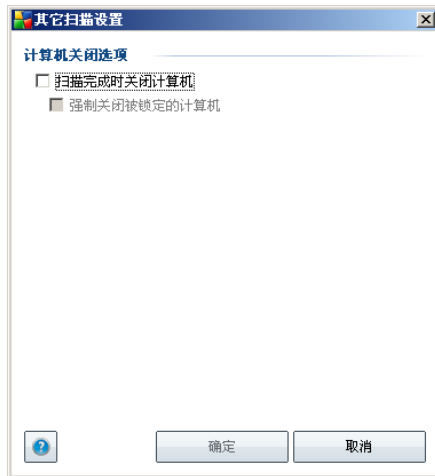 其它扫描设置
计算机关闭选项
扫描完成时关闭计算机
强制关闭被锁定的计算机
确定
取消